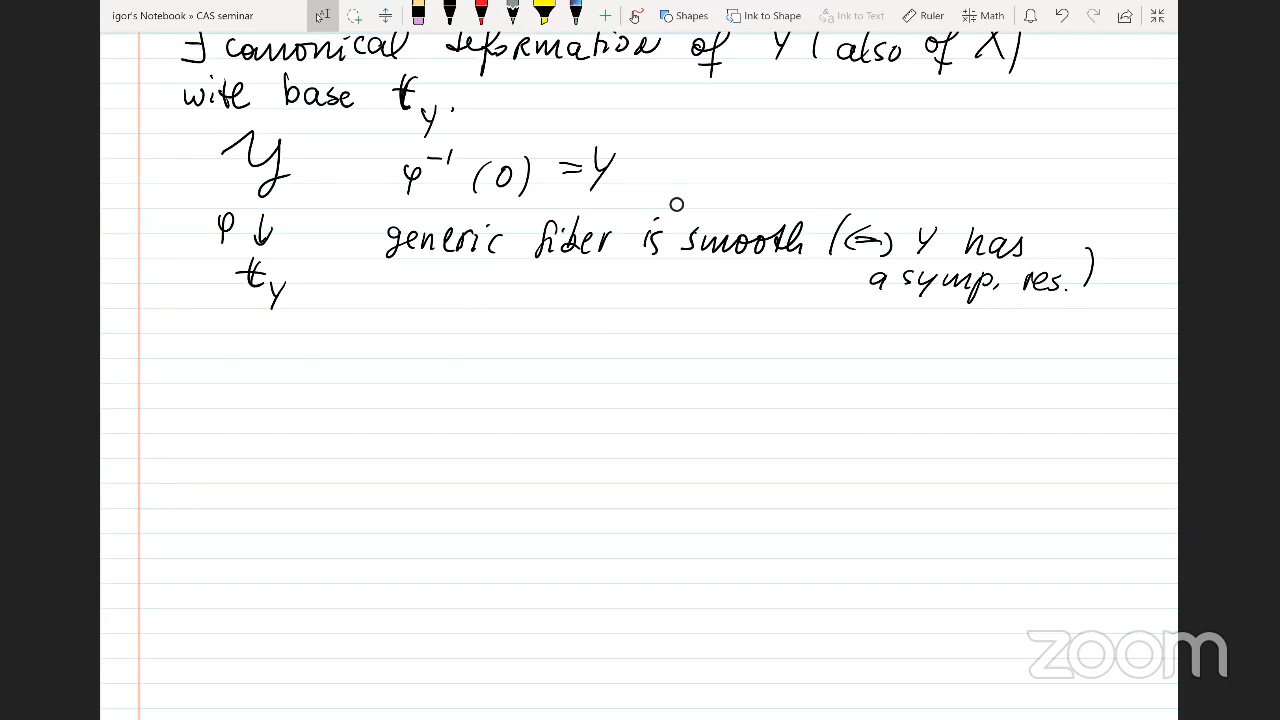 igor's Notebook » CAS seminar
Shapes Ink to Shape Ink to Text Ruler Math
∃ canonical deformation of Y (also of X)
wite base 𝔱_Y.
𝒴 φ⁻¹(0) = Y
φ ↓ generic fiber is smooth (⇐) Y has
𝔱_Y a symp. res.)
zoom